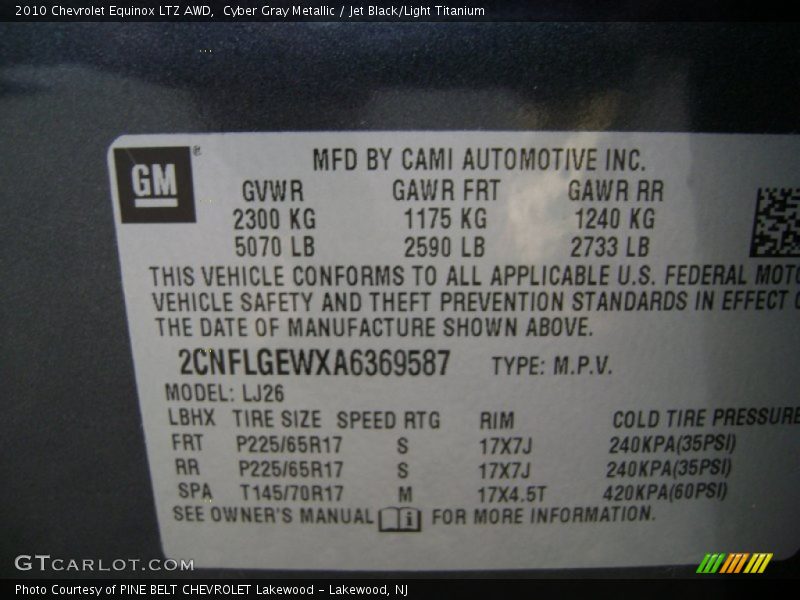 2010 Chevrolet Equinox LTZ AWD,  Cyber Gray Metallic / Jet Black/Light Titanium
GM ®
MFD BY CAMI AUTOMOTIVE INC.
GVWR GAWR FRT GAWR RR
2300 KG 1175 KG 1240 KG
5070 LB 2590 LB 2733 LB
THIS VEHICLE CONFORMS TO ALL APPLICABLE U.S. FEDERAL MOTO
VEHICLE SAFETY AND THEFT PREVENTION STANDARDS IN EFFECT O
THE DATE OF MANUFACTURE SHOWN ABOVE.
2CNFLGEWXA6369587 TYPE: M.P.V.
MODEL: LJ26
LBHX TIRE SIZE SPEED RTG RIM COLD TIRE PRESSURE
FRT P225/65R17 S 17X7J 240KPA(35PSI)
RR P225/65R17 S 17X7J 240KPA(35PSI)
SPA T145/70R17 M 17X4.5T 420KPA(60PSI)
SEE OWNER'S MANUAL i FOR MORE INFORMATION.
GTCARLOT.COM
Photo Courtesy of PINE BELT CHEVROLET Lakewood - Lakewood, NJ